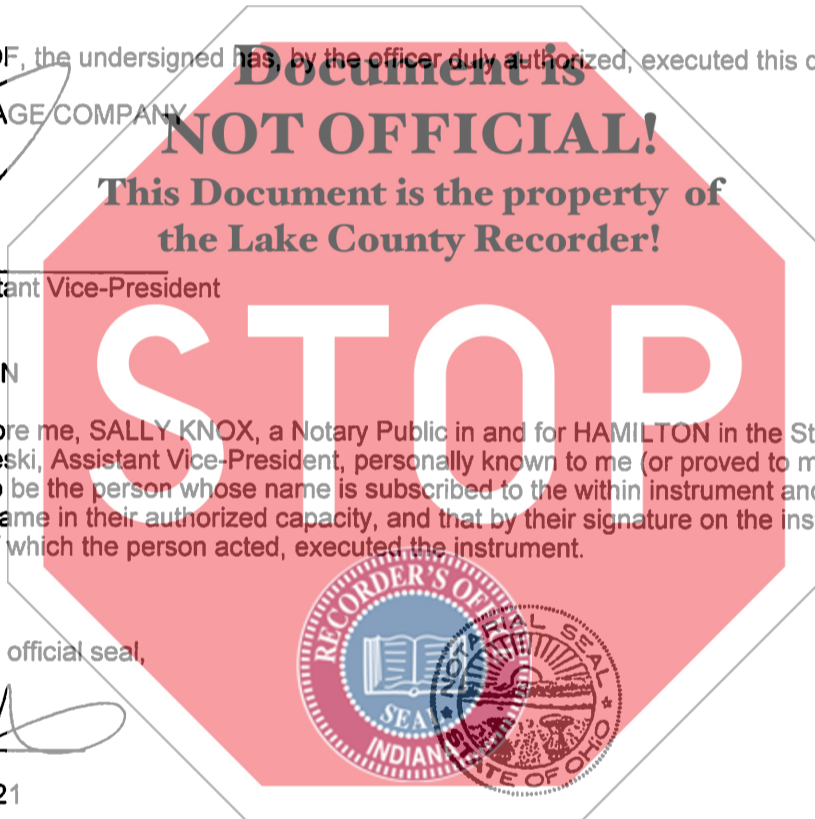 OF, the undersigned has, by the officer duly authorized, executed this
Document is
AGE COMPANY
NOT OFFICIAL!
This Document is the property of
the Lake County Recorder!
tant Vice-President
STOP
N
ore me, SALLY KNOX, a Notary Public in and for HAMILTON in the St
eski, Assistant Vice-President, personally known to me (or proved to m
be the person whose name is subscribed to the within instrument and
ame in their authorized capacity, and that by their signature on the ins
which the person acted, executed the instrument.
RECORDER'S OF
SEAL
INDIANA
NOTARIAL SEAL
STATE OF OHIO
official seal,
21